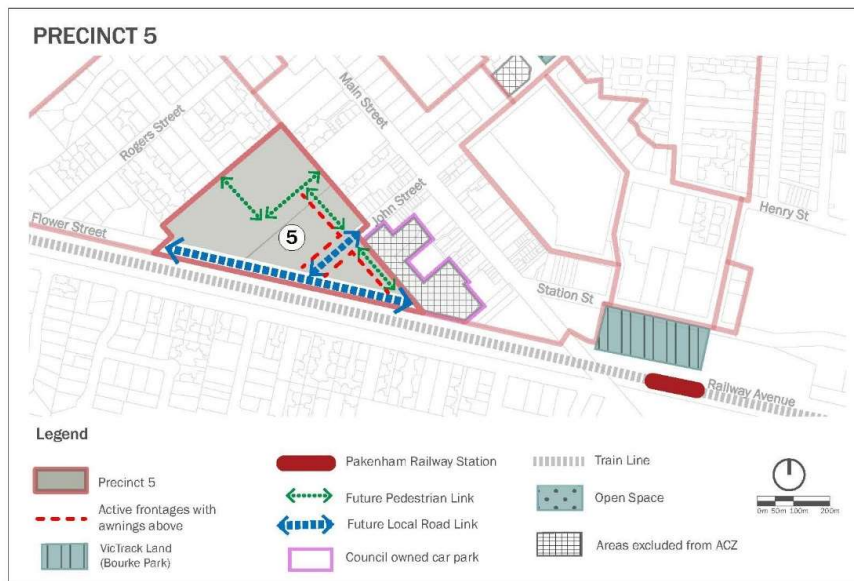 PRECINCT 5
Main Street
Rogers Street
John Street
Flower Street
Henry St
5
Station St
Railway Avenue
Legend
Precinct 5
Active frontages with
awnings above
VicTrack Land
(Bourke Park)
Pakenham Railway Station
Future Pedestrian Link
Future Local Road Link
Council owned car park
Train Line
Open Space
Areas excluded from ACZ
0m 50m 100m 200m